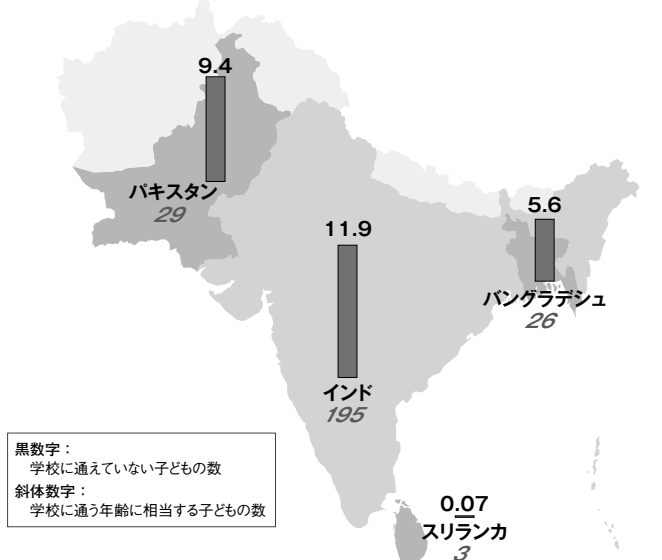 9.4
パキスタン
29
11.9
インド
195
5.6
バングラデシュ
26
0.07
スリランカ
3
黒数字：
学校に通えていない子どもの数
斜体数字：
学校に通う年齢に相当する子どもの数